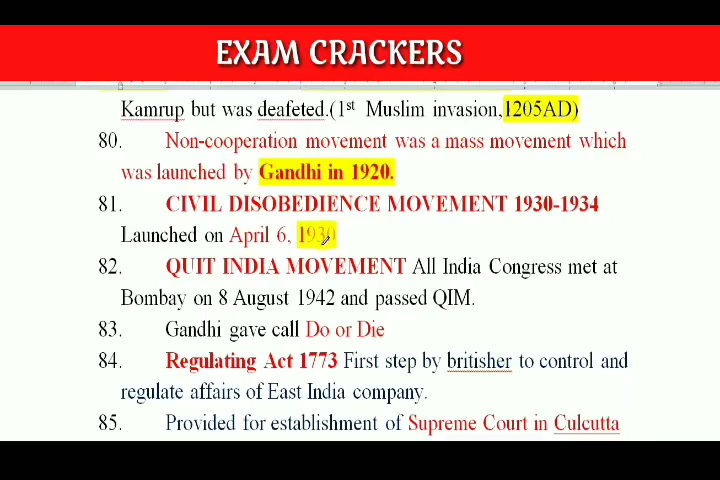 EXAM CRACKERS
Kamrup but was deafeted.(1st Muslim invasion,1205AD)
80. Non-cooperation movement was a mass movement which
was launched by Gandhi in 1920.
81. CIVIL DISOBEDIENCE MOVEMENT 1930-1934
Launched on April 6, 1930
82. QUIT INDIA MOVEMENT All India Congress met at
Bombay on 8 August 1942 and passed QIM.
83. Gandhi gave call Do or Die
84. Regulating Act 1773 First step by britisher to control and
regulate affairs of East India company.
85. Provided for establishment of Supreme Court in Culcutta